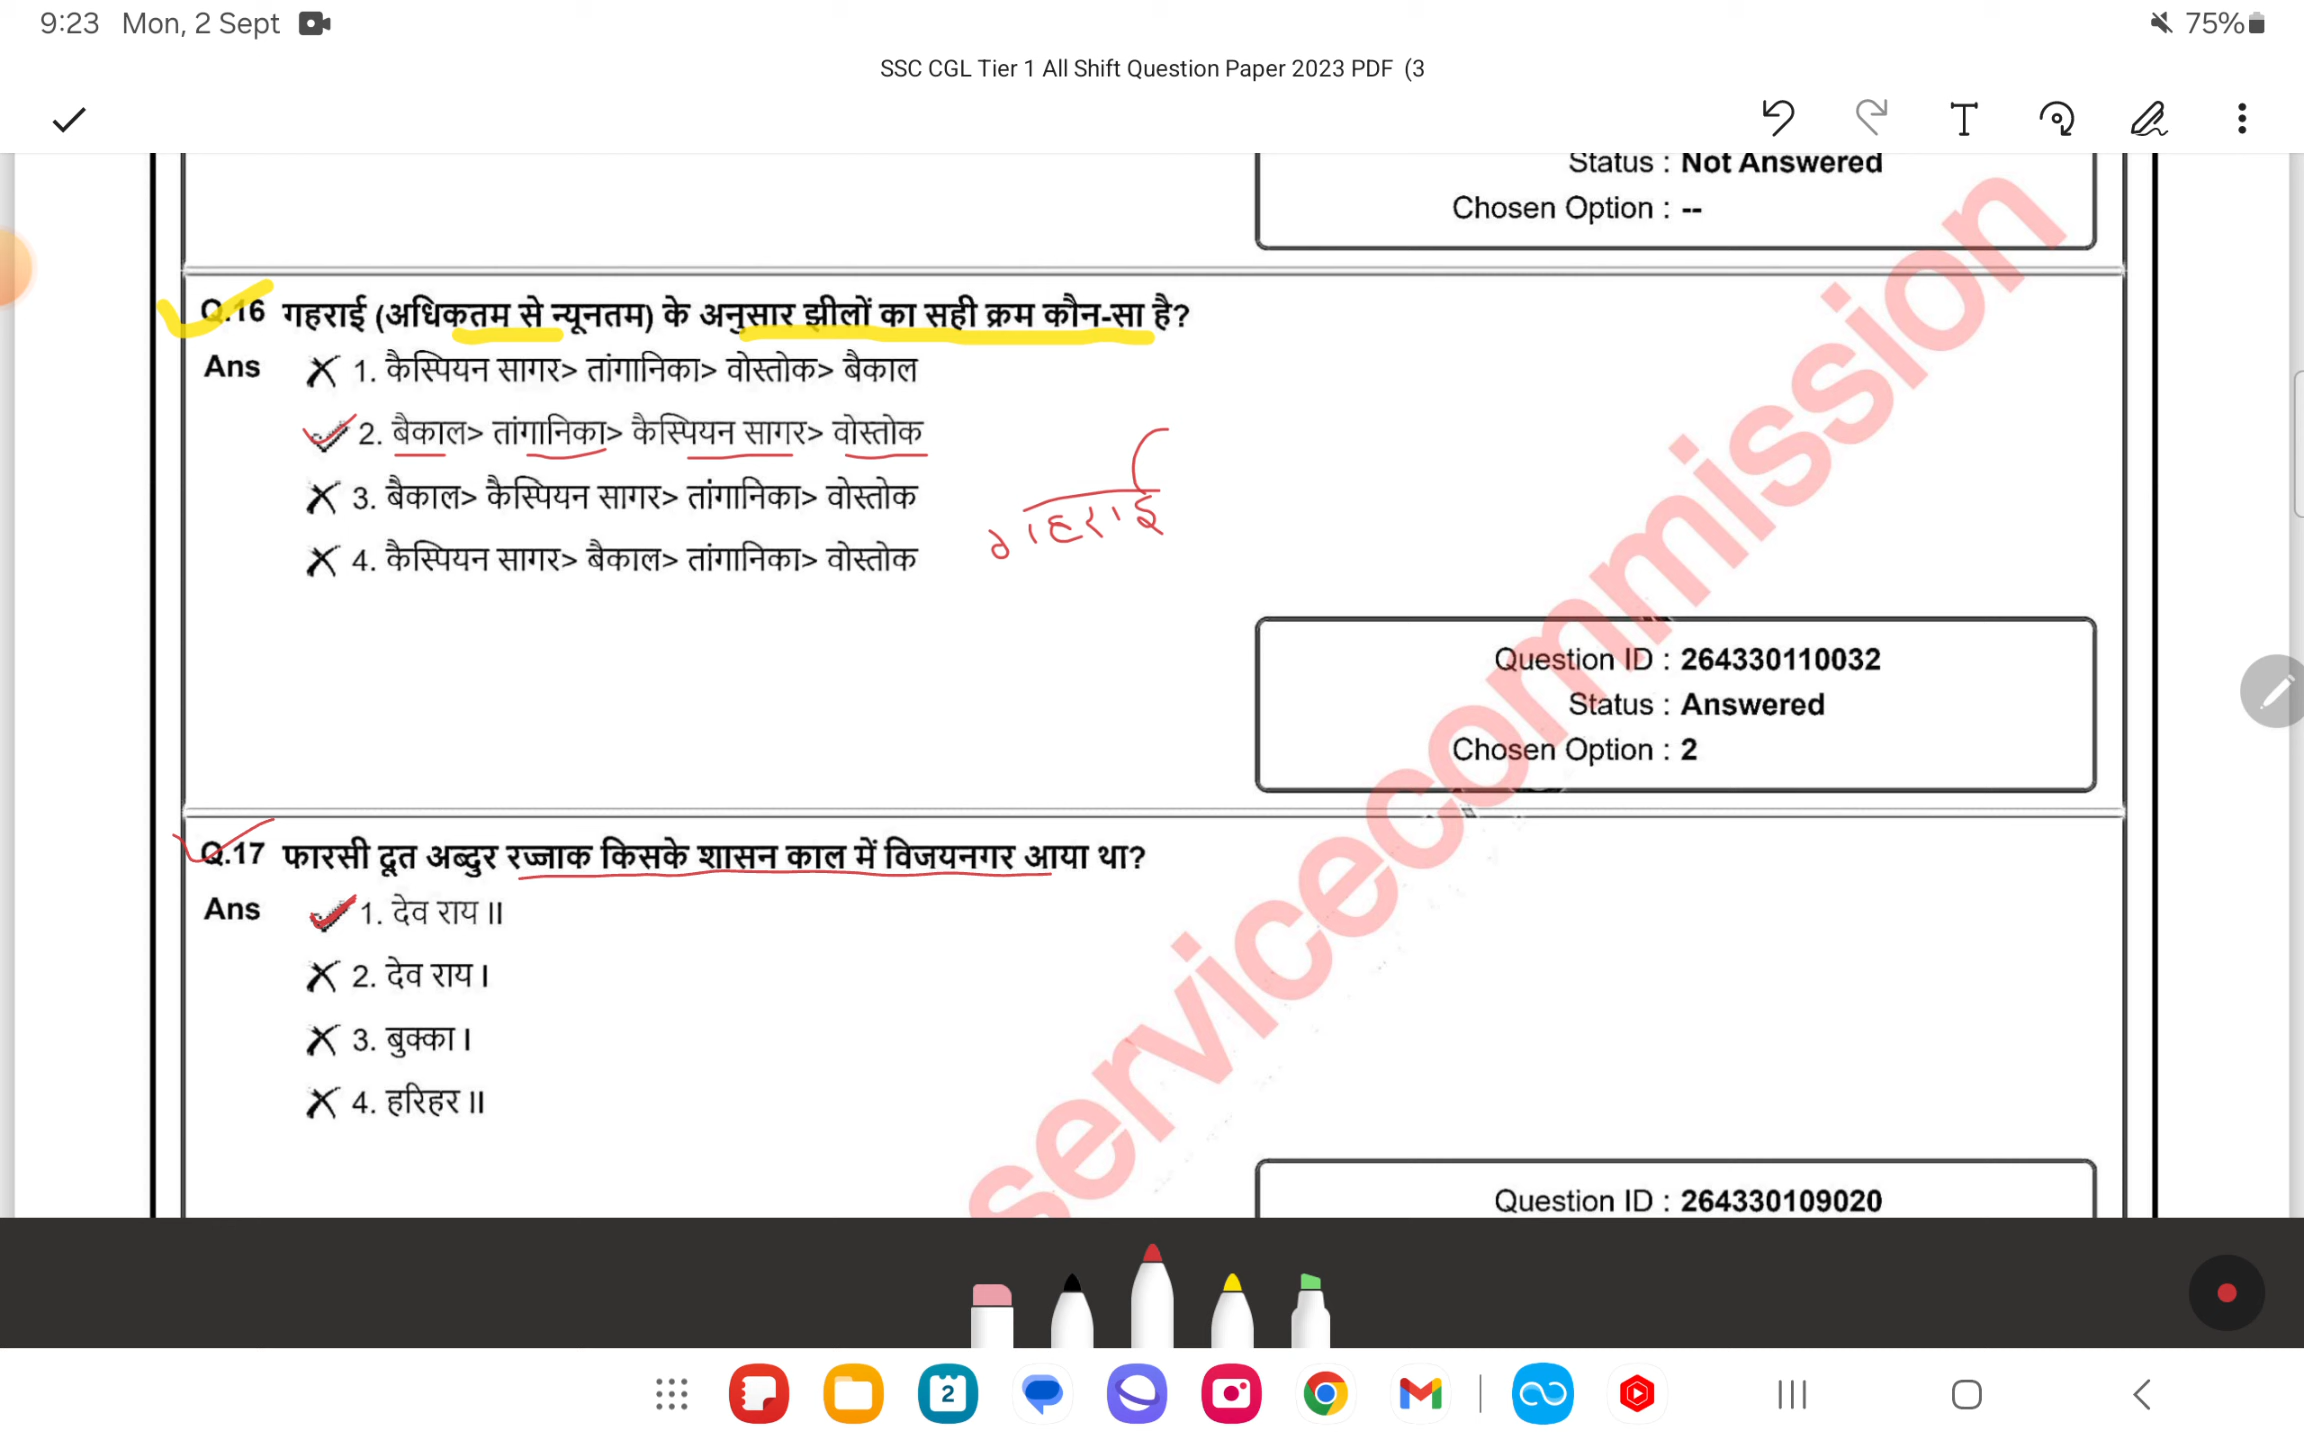 9:23 Mon, 2 Sept
75%
SSC CGL Tier 1 All Shift Question Paper 2023 PDF (3
T
Status : Not Answered
Chosen Option : --
Q.16 गहराई (अधिकतम से न्यूनतम) के अनुसार झीलों का सही क्रम कौन-सा है?
Ans 1. कैस्पियन सागर> तांगानिका> वोस्तोक> बैकाल
2. बैकाल> तांगानिका> कैस्पियन सागर> वोस्तोक
3. बैकाल> कैस्पियन सागर> तांगानिका> वोस्तोक
4. कैस्पियन सागर> बैकाल> तांगानिका> वोस्तोक
गहराई
Question ID : 264330110032
Status : Answered
Chosen Option : 2
Q.17 फारसी दूत अब्दुर रज्जाक किसके शासन काल में विजयनगर आया था?
Ans 1. देव राय II
2. देव राय I
3. बुक्का I
4. हरिहर II
Question ID : 264330109020
servicecommission
2